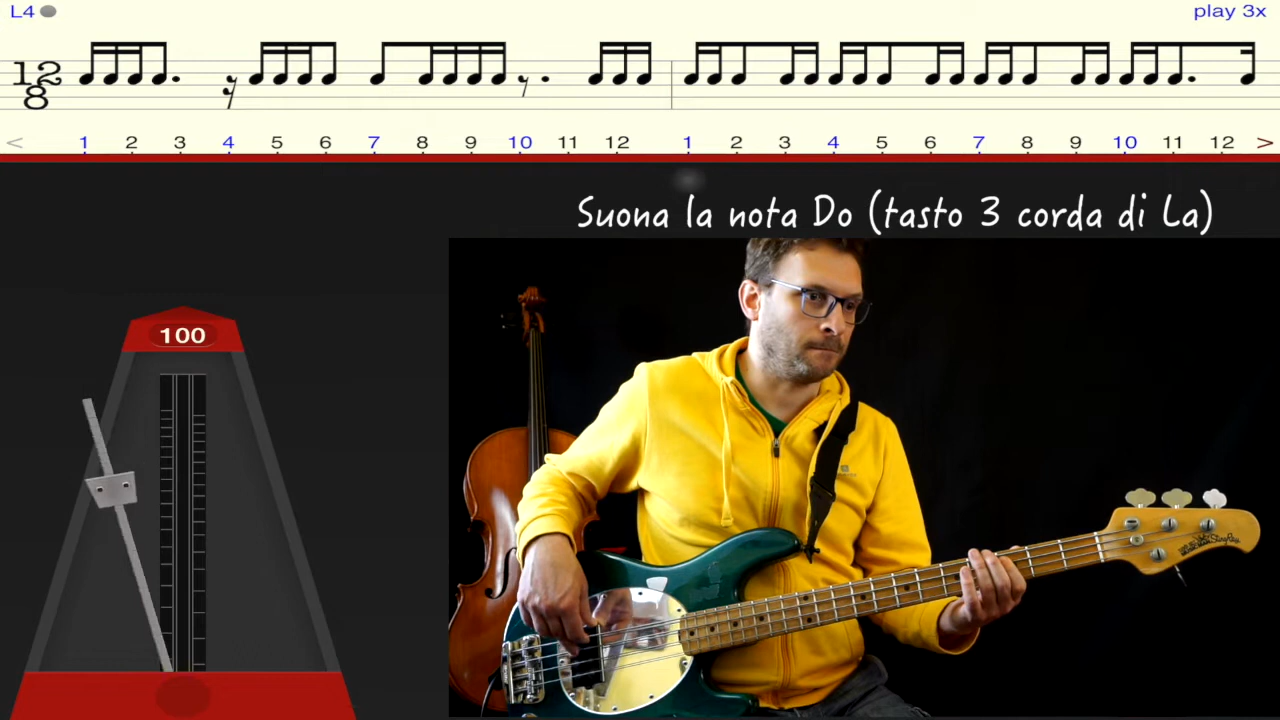 L4 play 3x
12
8
< 1 2 3 4 5 6 7 8 9 10 11 12 1 2 3 4 5 6 7 8 9 10 11 12 >
Suona la nota Do (tasto 3 corda di La)
100
StingRay